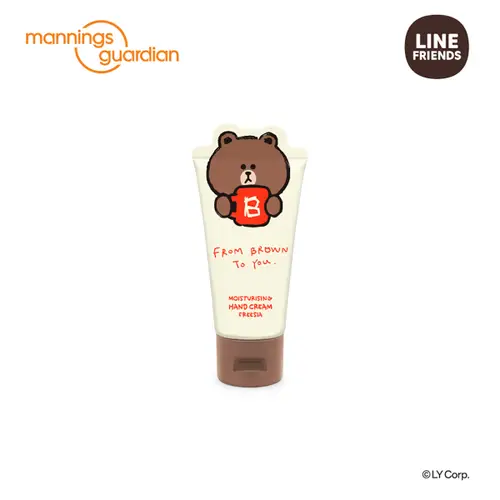 mannings
guardian
LINE
FRIENDS
B
FROM BROWN
TO YOU.
MOISTURISING
HAND CREAM
FREESIA
©LY Corp.